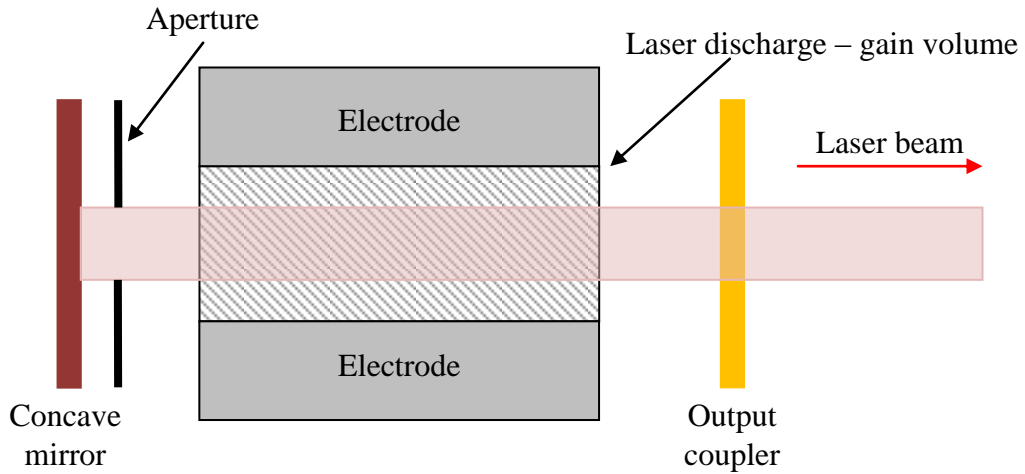 Aperture
Laser discharge – gain volume
Electrode
Laser beam
Electrode
Concave
mirror
Output
coupler